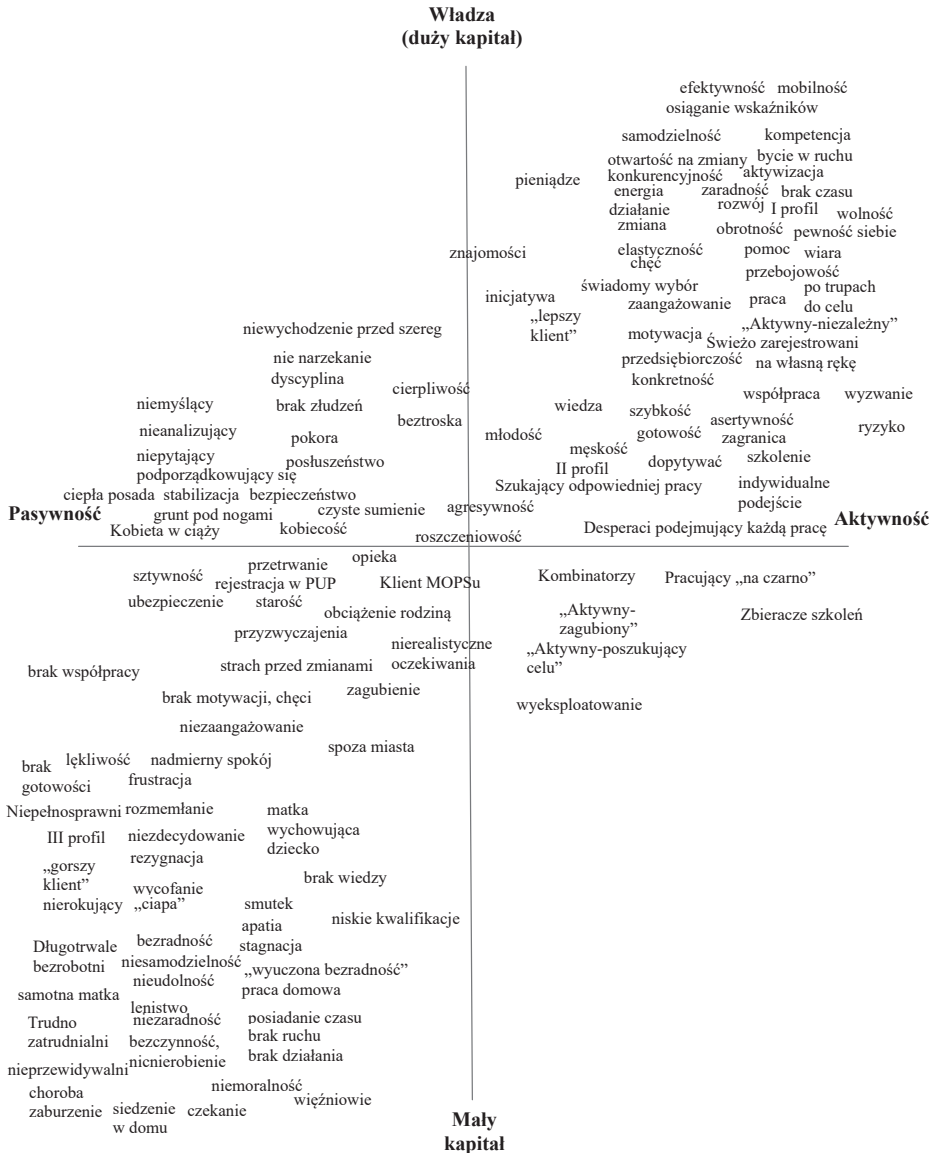 Władza
(duży kapitał)
efektywność mobilność
osiąganie wskaźników
samodzielność kompetencja
otwartość na zmiany bycie w ruchu
pieniądze konkurencyjność aktywizacja
energia zaradność brak czasu
działanie rozwój I profil wolność
zmiana obrotność pewność siebie
znajomości elastyczność pomoc wiara
chęć przebojowość
inicjatywa świadomy wybór po trupach
zaangażowanie praca do celu
„lepszy
klient”
motywacja „Aktywny-niezależny”
niewychodzenie przed szereg Świeżo zarejestrowani
nie narzekanie przedsiębiorczość na własną rękę
dyscyplina konkretność
cierpliwość współpraca wyzwanie
niemyślący brak złudzeń wiedza szybkość
beztroska asertywność ryzyko
nieanalizujący pokora młodość gotowość zagranica
niepytający posłuszeństwo męskość dopytywać szkolenie
podporządkowujący się II profil
ciepła posada stabilizacja bezpieczeństwo Szukający odpowiedniej pracy indywidualne
podejście
Pasywność grunt pod nogami czyste sumienie agresywność Aktywność
Kobieta w ciąży kobiecość roszczeniowość Desperaci podejmujący każdą pracę
opieka
sztywność przetrwanie Kombinatorzy Pracujący „na czarno”
rejestracja w PUP Klient MOPSu
ubezpieczenie starość
obciążenie rodziną „Aktywny-
zagubiony”
Zbieracze szkoleń
przyzwyczajenia nierealistyczne
oczekiwania
„Aktywny-poszukujący
celu”
brak współpracy strach przed zmianami
brak motywacji, chęci zagubienie
wyeksploatowanie
niezaangażowanie
spoza miasta
brak
gotowości
lękliwość nadmierny spokój
frustracja
Niepełnosprawni rozmemłanie matka
wychowująca
dziecko
III profil niezdecydowanie
rezygnacja
„gorszy
klient”
brak wiedzy
wycofanie
nierokujący „ciapa” smutek
niskie kwalifikacje
apatia
Długotrwale
bezrobotni
bezradność stagnacja
niesamodzielność „wyuczona bezradność”
nieudolność
samotna matka praca domowa
lenistwo
Trudno
zatrudnialni
niezaradność posiadanie czasu
bezczynność,
nicnierobienie
brak ruchu
brak działania
nieprzewidywalni
niemoralność
choroba
zaburzenie
więźniowie
siedzenie
w domu
czekanie
Mały
kapitał